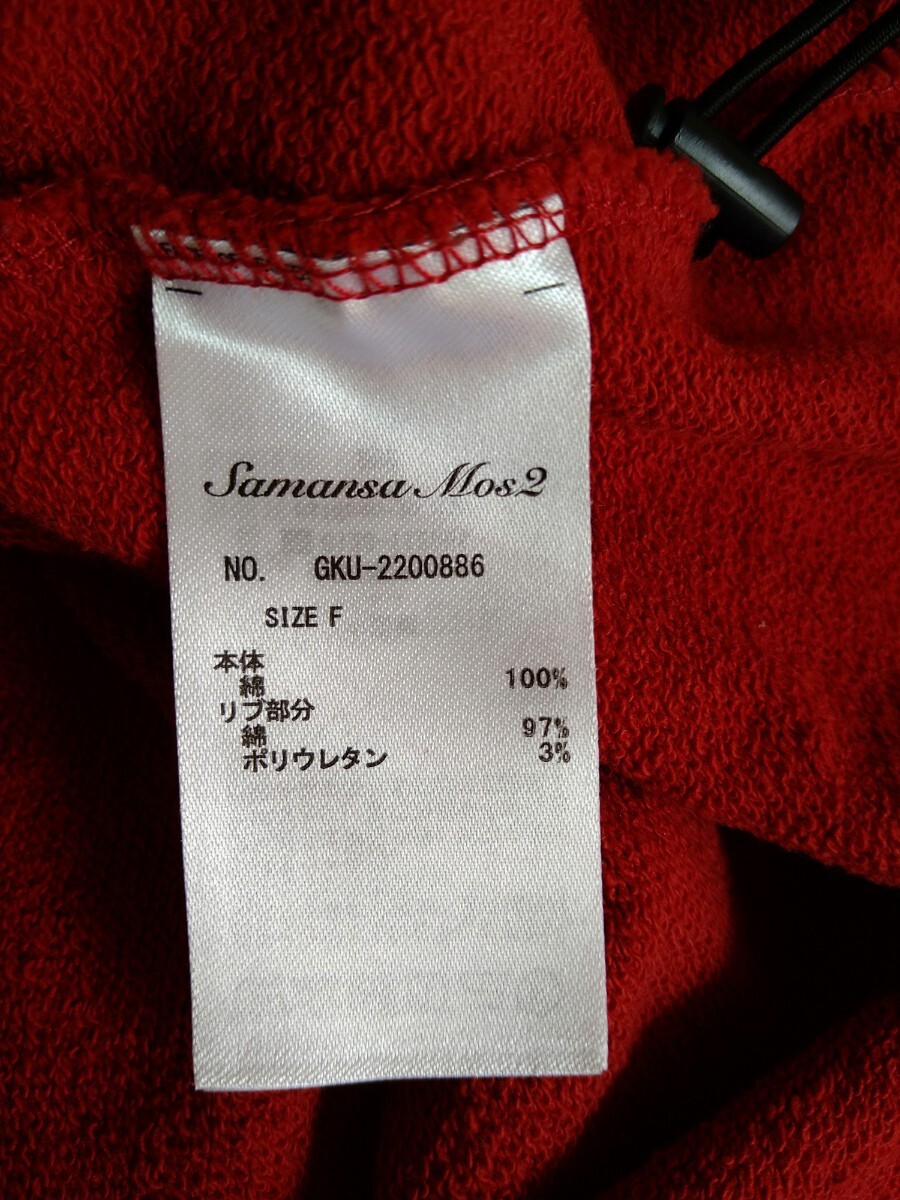 Samansa Mos2
NO. GKU-2200886
SIZE F
本体
綿 100%
リブ部分
綿 97%
ポリウレタン 3%